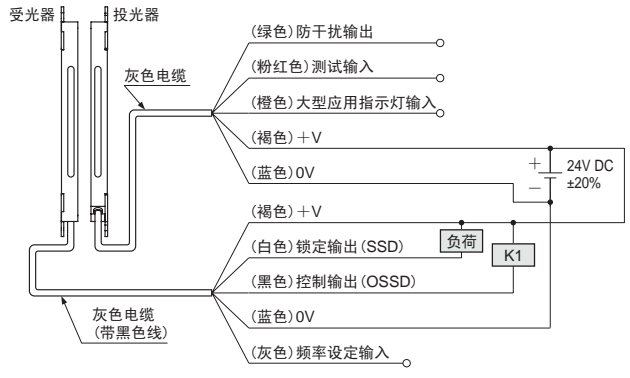 受光器
投光器
灰色电缆
(绿色)防干扰输出
(粉红色)测试输入
(橙色)大型应用指示灯输入
(褐色)＋V
(蓝色)0V
＋
－
24V DC
±20%
(褐色)＋V
(白色)锁定输出(SSD)
负荷
K1
(黑色)控制输出(OSSD)
灰色电缆
(带黑色线)
(蓝色)0V
(灰色)频率设定输入